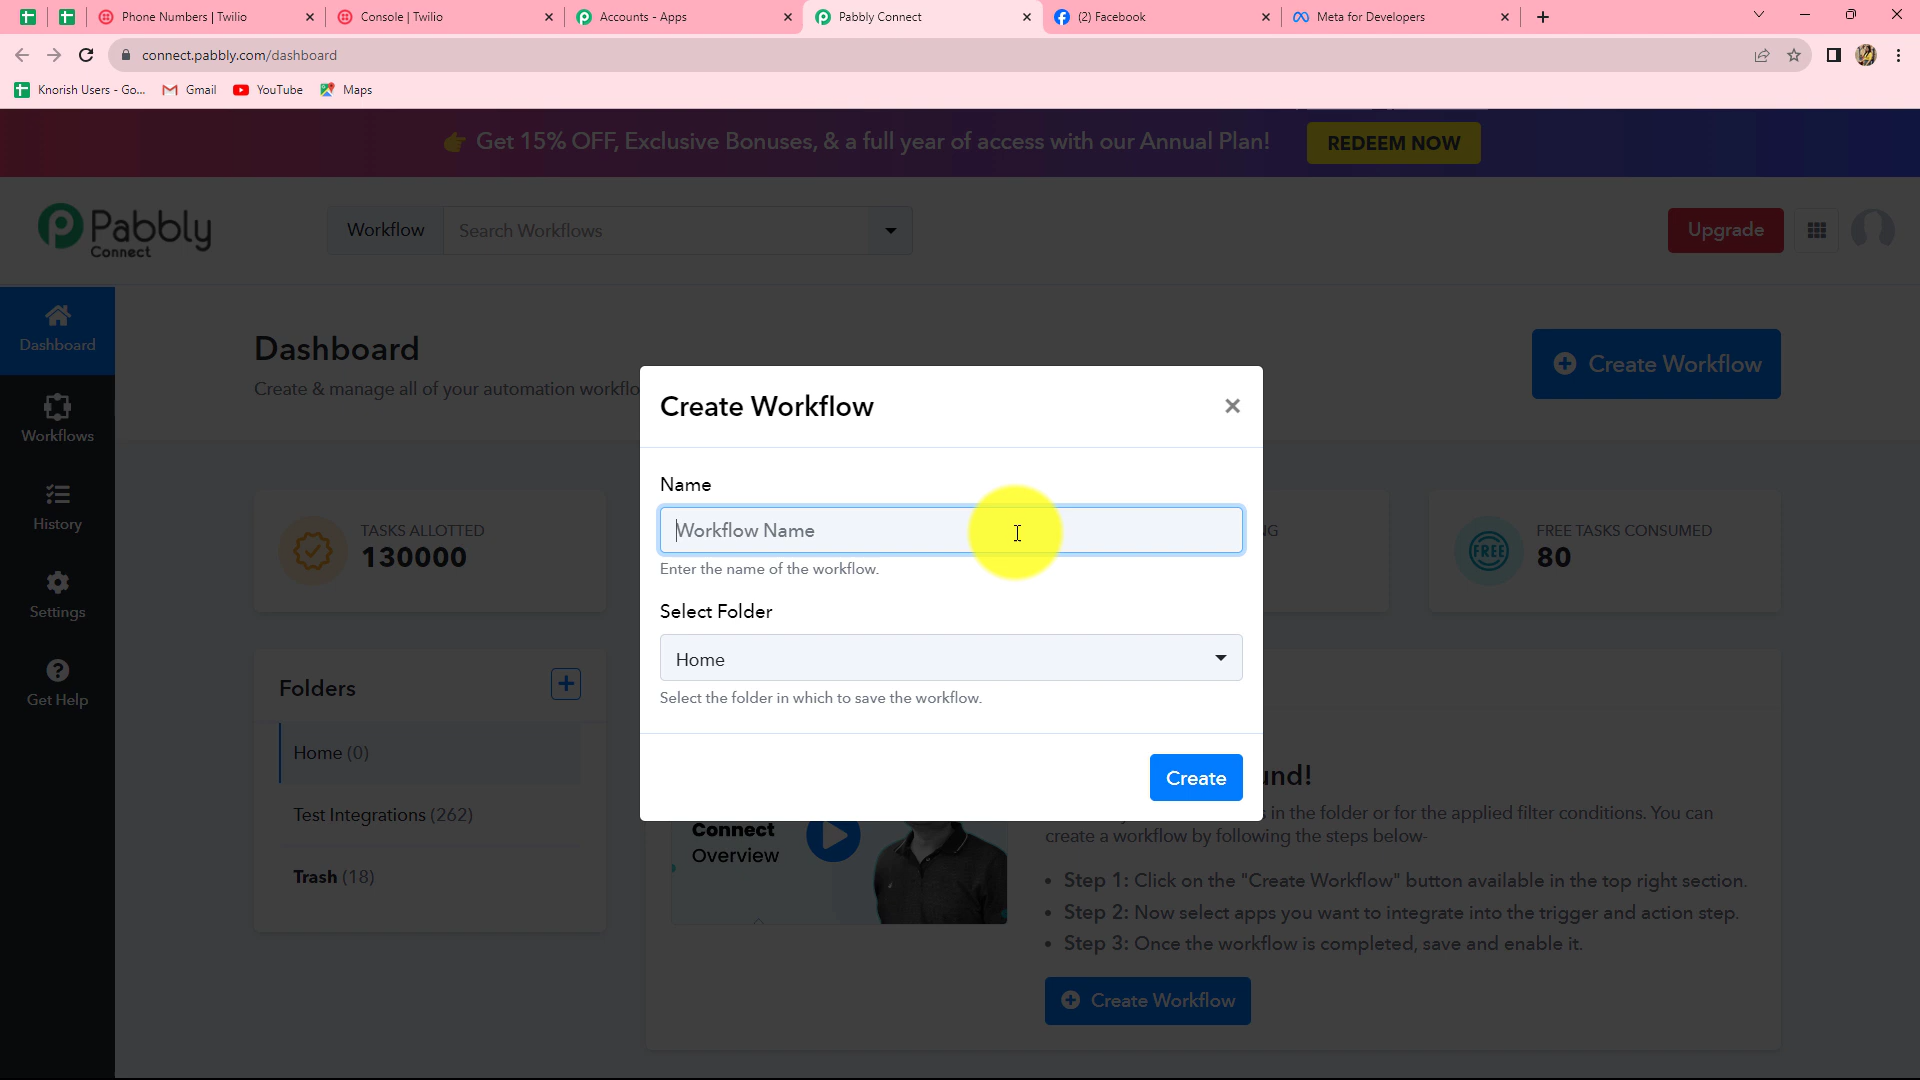 Phone Numbers | Twilio
Console | Twilio
Accounts - Apps
Pabbly Connect
(2) Facebook
Meta for Developers
connect.pabbly.com/dashboard
Knorish Users - Go...
Gmail
YouTube
Maps
Get 15% OFF, Exclusive Bonuses, & a full year of access with our Annual Plan!
REDEEM NOW
Pabbly
Connect
Workflow
Search Workflows
Upgrade
Dashboard
Workflows
History
Settings
Get Help
Dashboard
Create & manage all of your automation workflo
Create Workflow
TASKS ALLOTTED
130000
NG
FREE TASKS CONSUMED
FREE
80
Folders
Home (0)
Test Integrations (262)
Trash (18)
Create Workflow
Name
Workflow Name
Enter the name of the workflow.
Select Folder
Home
Select the folder in which to save the workflow.
Create
Connect
Overview
und!
in the folder or for the applied filter conditions. You can
create a workflow by following the steps below-
• Step 1: Click on the "Create Workflow" button available in the top right section.
• Step 2: Now select apps you want to integrate into the trigger and action step.
• Step 3: Once the workflow is completed, save and enable it.
Create Workflow